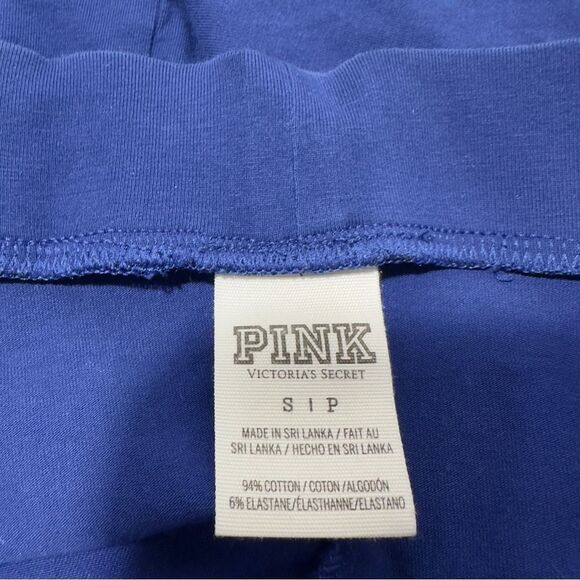 PINK
VICTORIA'S SECRET
S | P
MADE IN SRI LANKA / FAIT AU
SRI LANKA / HECHO EN SRI LANKA
94% COTTON / COTON / ALGODÓN
6% ELASTANE/ÉLASTHANNE/ELASTANO